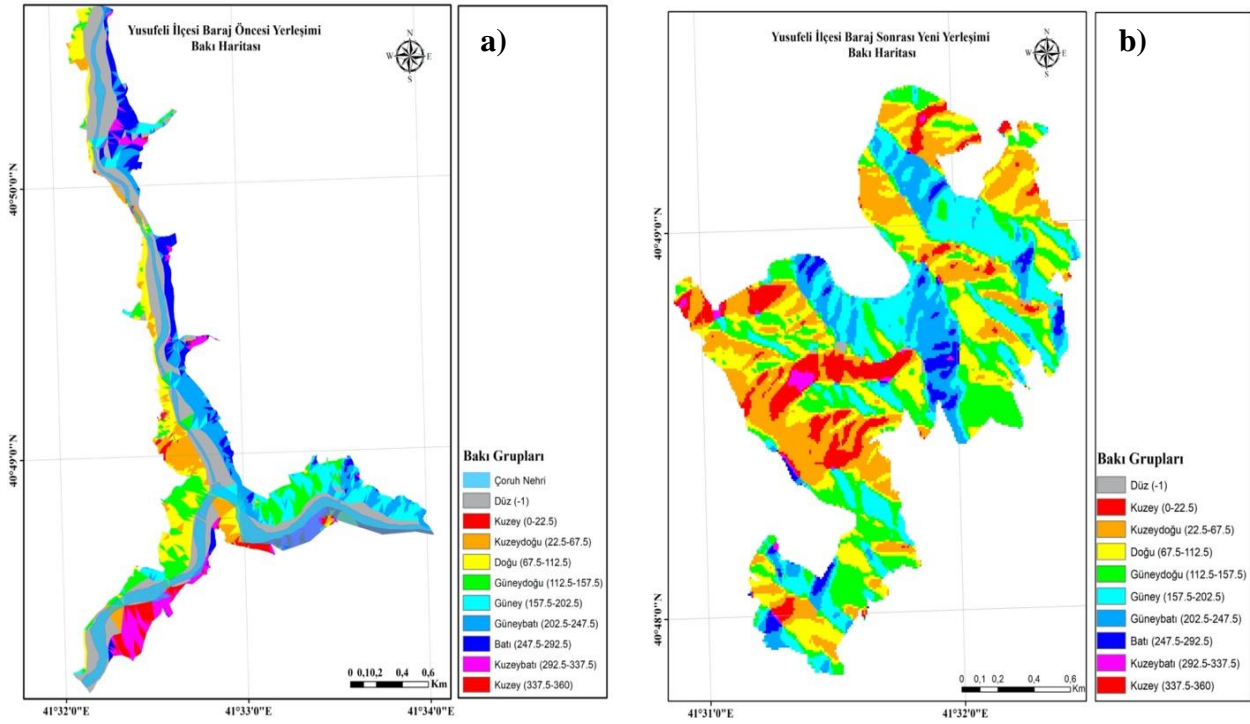 Yusufeli İlçesi Baraj Öncesi Yerleşimi
Bakı Haritası
N
W E
S
a)
40°50'0''N
40°49'0''N
Bakı Grupları
Çoruh Nehri
Düz (-1)
Kuzey (0-22.5)
Kuzeydoğu (22.5-67.5)
Doğu (67.5-112.5)
Güneydoğu (112.5-157.5)
Güney (157.5-202.5)
Güneybatı (202.5-247.5)
Batı (247.5-292.5)
Kuzeybatı (292.5-337.5)
Kuzey (337.5-360)
0 0,10,2 0,4 0,6
Km
41°32'0''E 41°33'0''E 41°34'0''E
Yusufeli İlçesi Baraj Sonrası Yeni Yerleşimi
Bakı Haritası
N
W E
S
b)
40°49'0''N
40°48'0''N
Bakı Grupları
Düz (-1)
Kuzey (0-22.5)
Kuzeydoğu (22.5-67.5)
Doğu (67.5-112.5)
Güneydoğu (112.5-157.5)
Güney (157.5-202.5)
Güneybatı (202.5-247.5)
Batı (247.5-292.5)
Kuzeybatı (292.5-337.5)
Kuzey (337.5-360)
0 0,1 0,2 0,4 0,6
Km
41°31'0''E 41°32'0''E